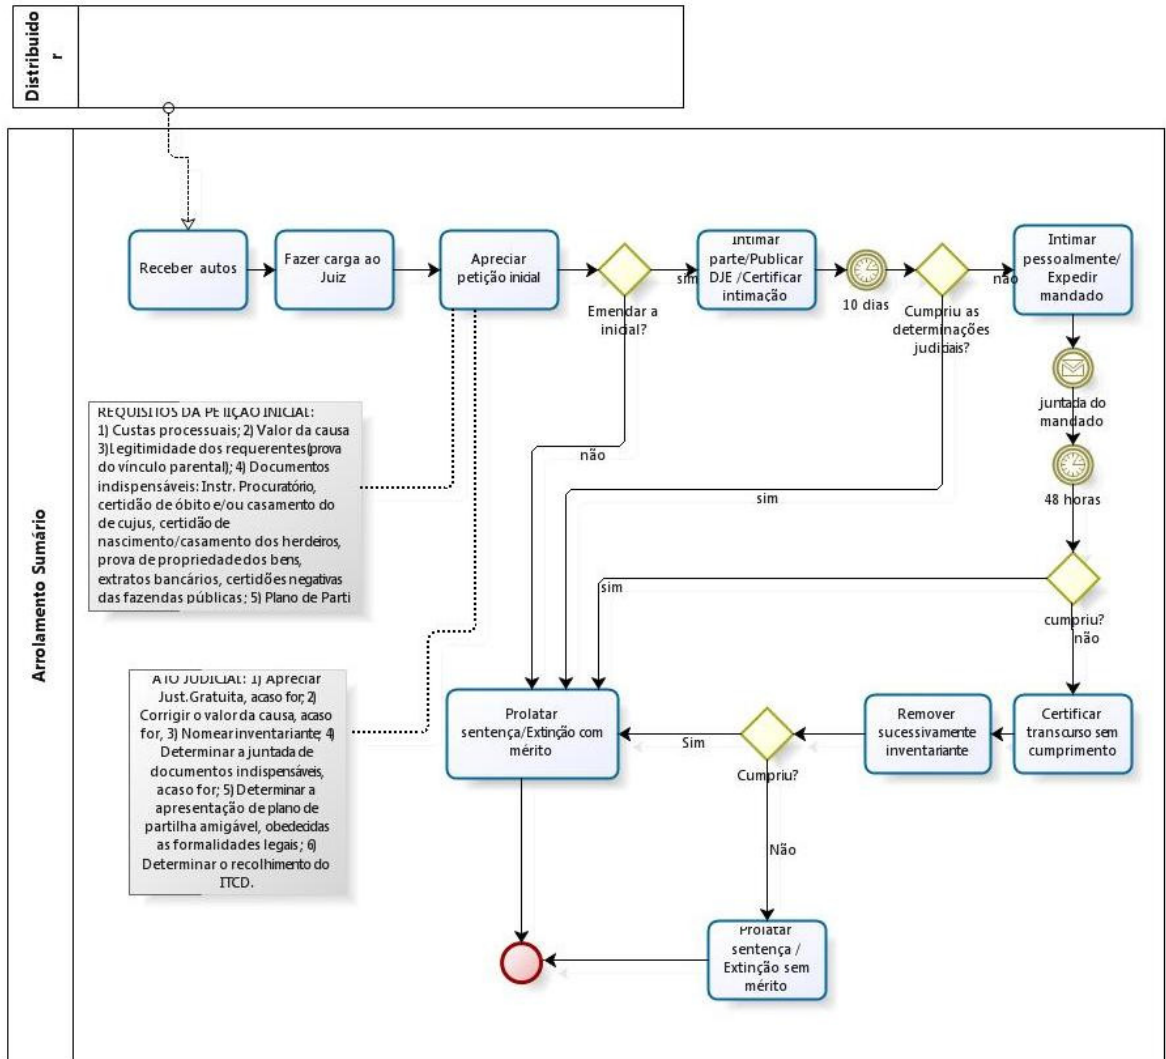 Distribuido
r
Arrolamento Sumário
Receber autos
Fazer carga ao
Juiz
Apreciar
petição inicial
Emendar a
inicial?
sim
não
Intimar
parte/Publicar
DJE /Certificar
intimação
10 dias
Cumpriu as
determinações
judiciais?
não
sim
Intimar
pessoalmente/
Expedir
mandado
juntada do
mandado
48 horas
cumpriu?
sim
não
REQUISITOS DA PETIÇÃO INICIAL:
1) Custas processuais; 2) Valor da causa
3)Legitimidade dos requerentes(prova
do vínculo parental); 4) Documentos
indispensáveis: Instr. Procuratório,
certidão de óbito e/ou casamento do
de cujus, certidão de
nascimento/casamento dos herdeiros,
prova de propriedade dos bens,
extratos bancários, certidões negativas
das fazendas públicas; 5) Plano de Parti
ATO JUDICIAL: 1) Apreciar
Just.Gratuita, acaso for; 2)
Corrigir o valor da causa, acaso
for, 3) Nomear inventariante; 4)
Determinar a juntada de
documentos indispensáveis,
acaso for; 5) Determinar a
apresentação de plano de
partilha amigável, obedecidas
as formalidades legais; 6)
Determinar o recolhimento do
ITCD.
Prolatar
sentença/Extinção com
mérito
Sim
Cumpriu?
Não
Remover
sucessivamente
inventariante
Certificar
transcurso sem
cumprimento
Prolatar
sentença /
Extinção sem
mérito